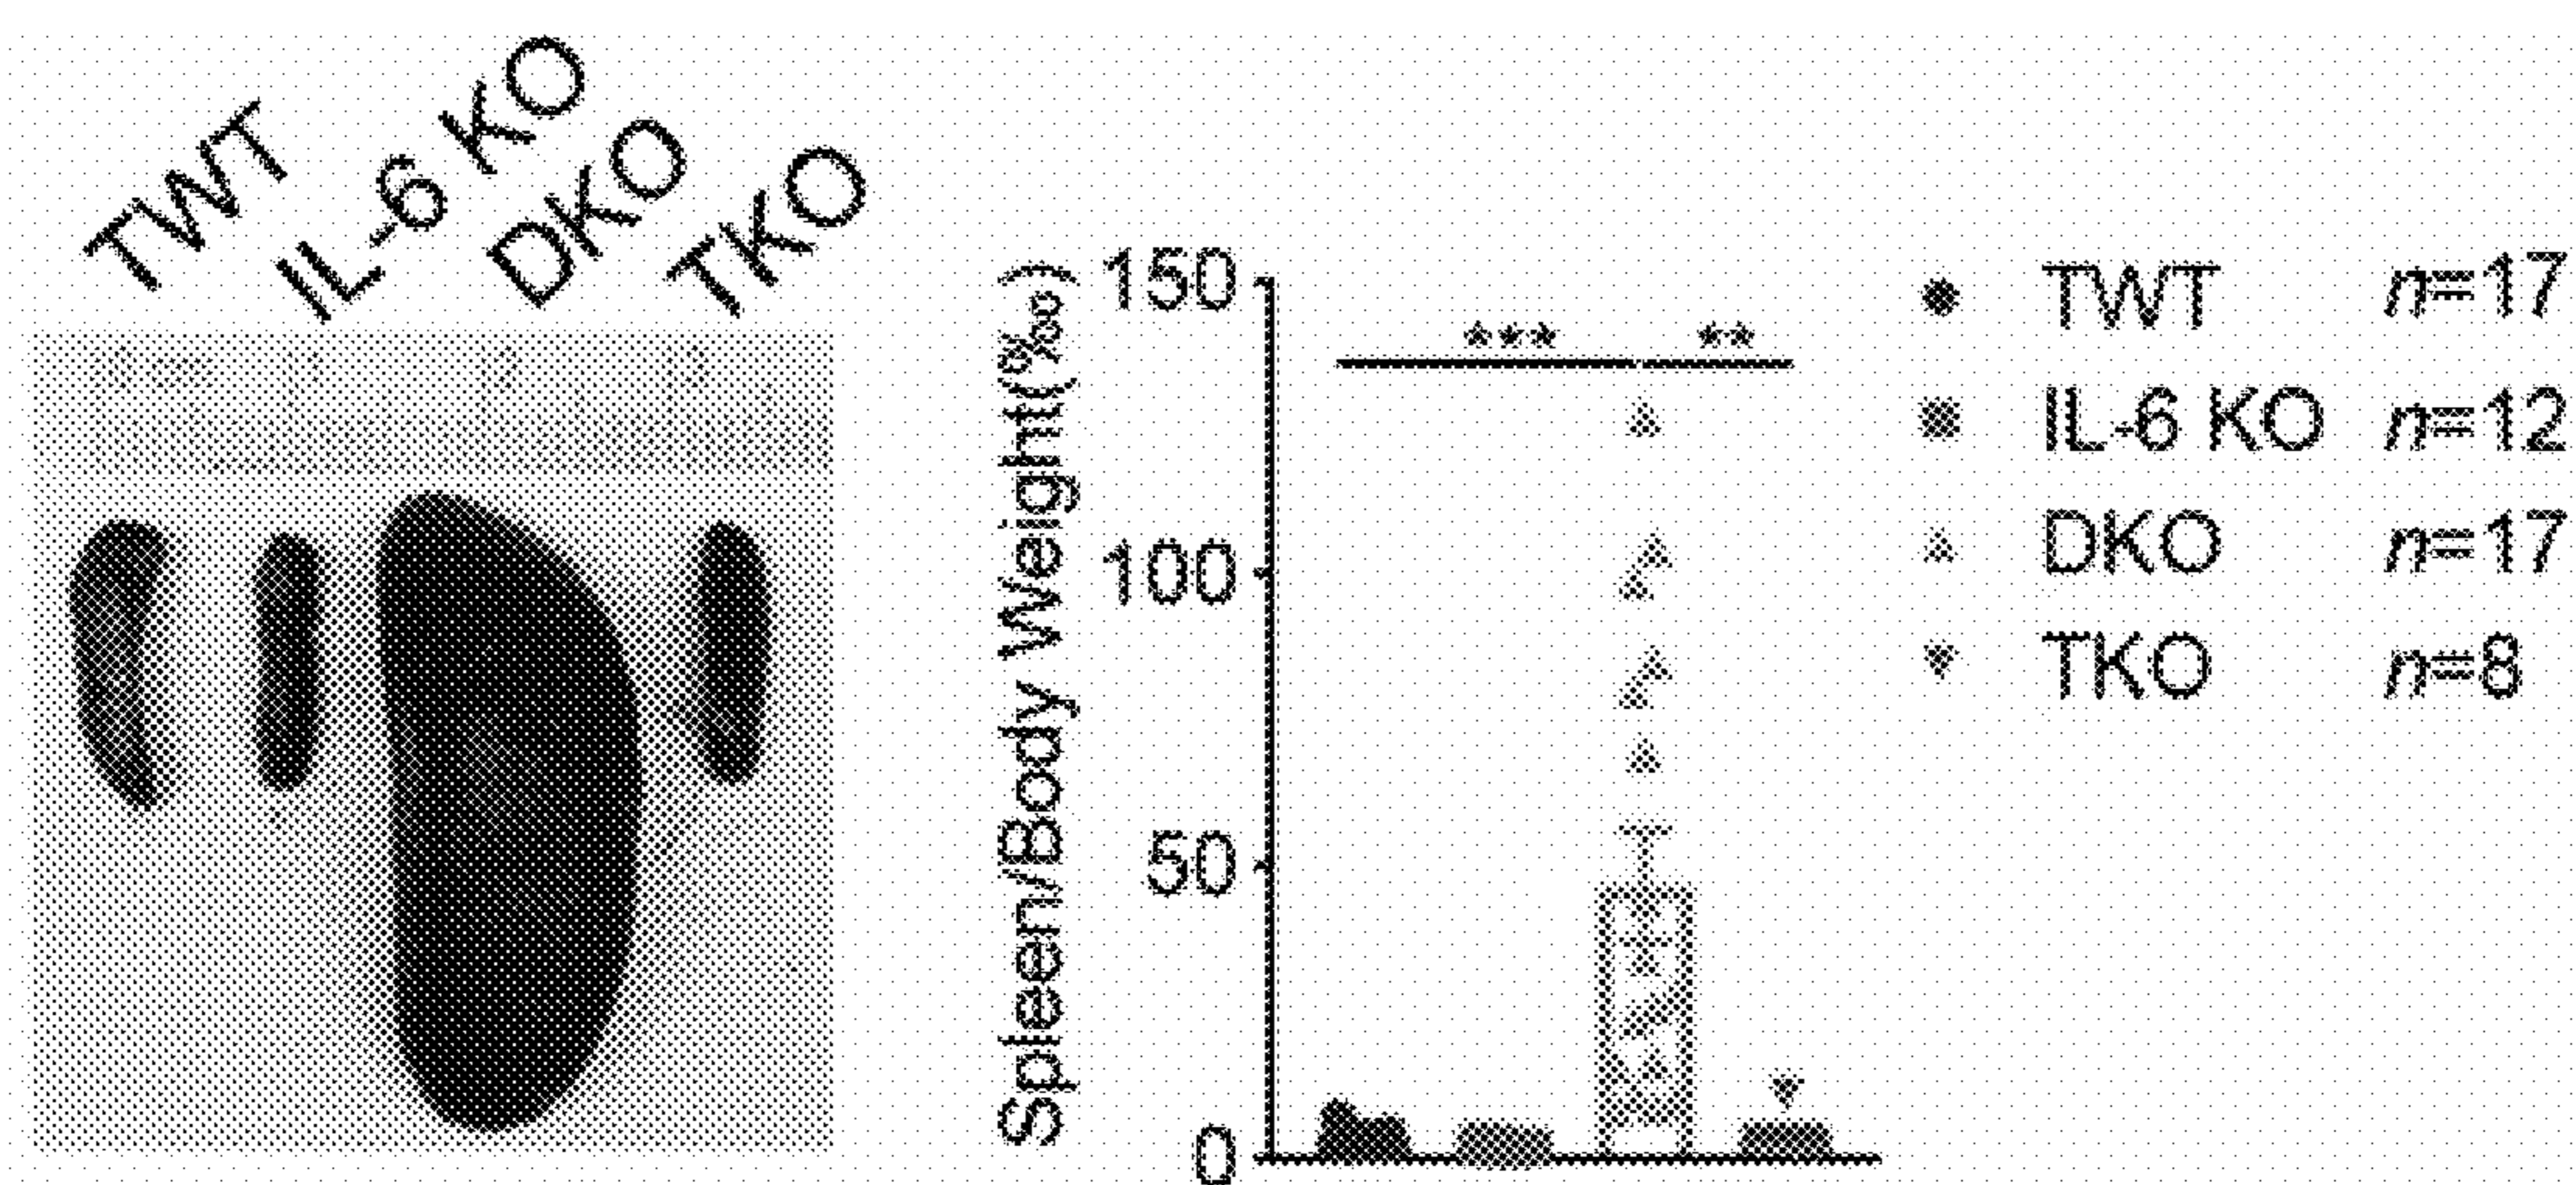 TWT
IL-6 KO
DKO
TKO
Spleen/Body Weight(‰)
150
100
50
0
***
**
TWT n=17
IL-6 KO n=12
DKO n=17
TKO n=8